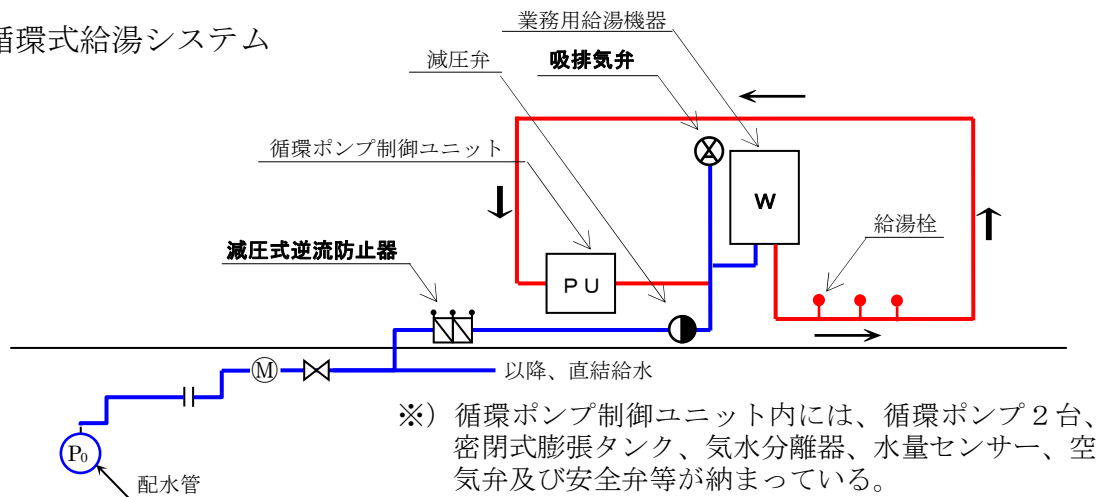 循環式給湯システム
業務用給湯機器
減圧弁
吸排気弁
循環ポンプ制御ユニット
W
給湯栓
減圧式逆流防止器
PU
M
以降、直結給水
P₀
配水管
※）循環ポンプ制御ユニット内には、循環ポンプ２台、
密閉式膨張タンク、気水分離器、水量センサー、空
気弁及び安全弁等が納まっている。